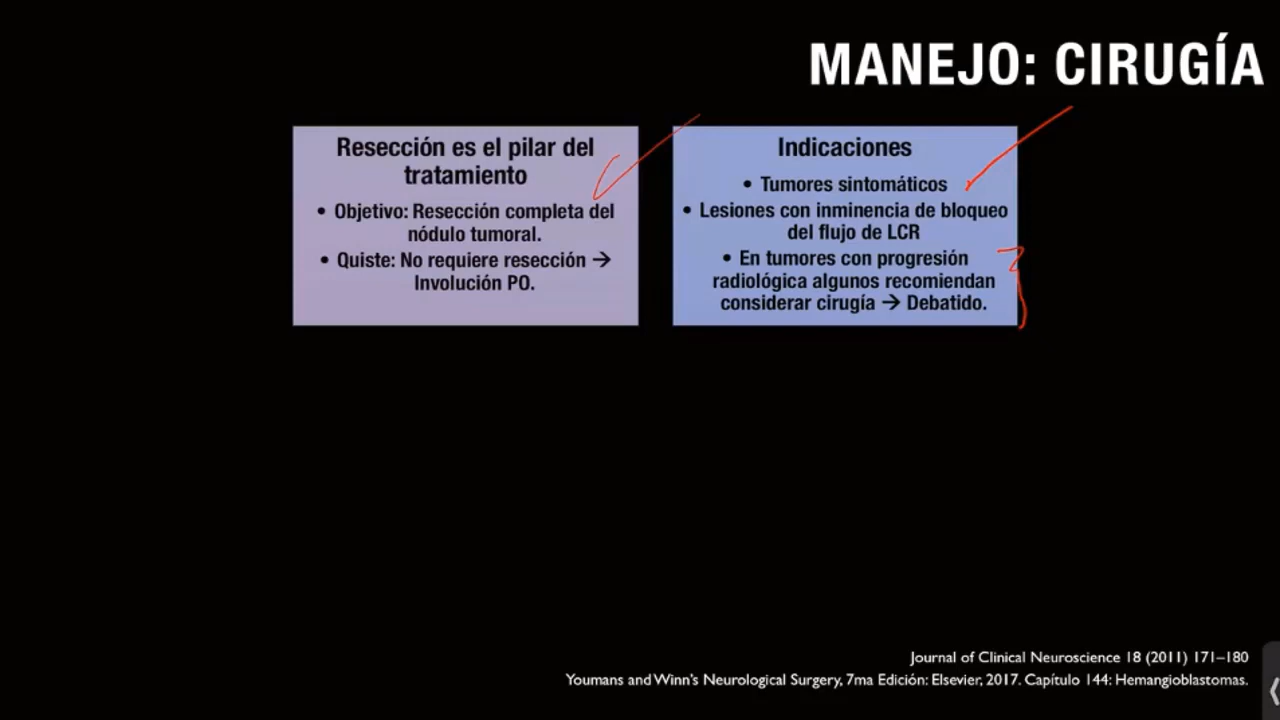 MANEJO: CIRUGÍA
Resección es el pilar del
tratamiento
• Objetivo: Resección completa del
nódulo tumoral.
• Quiste: No requiere resección →
Involución PO.
Indicaciones
• Tumores sintomáticos
• Lesiones con inminencia de bloqueo
del flujo de LCR
• En tumores con progresión
radiológica algunos recomiendan
considerar cirugía → Debatido.
Journal of Clinical Neuroscience 18 (2011) 171–180
Youmans and Winn's Neurological Surgery, 7ma Edición: Elsevier, 2017. Capítulo 144: Hemangioblastomas.